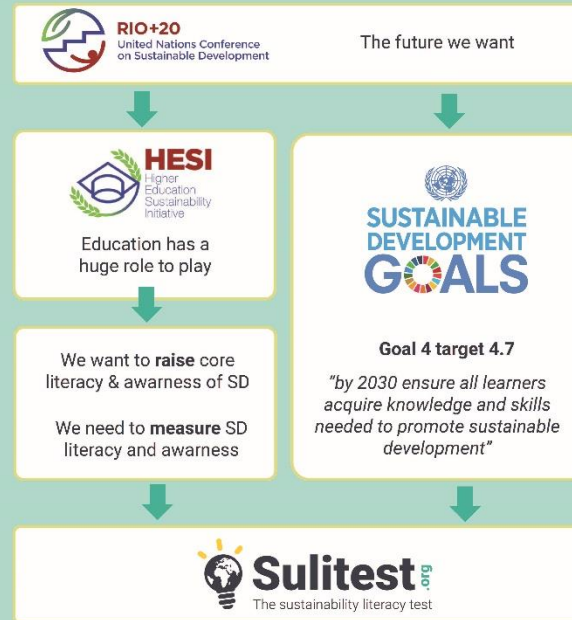 RIO+20
United Nations Conference
on Sustainable Development
The future we want
HESI
Higher
Education
Sustainability
Initiative
Education has a
huge role to play
We want to raise core
literacy & awareness of SD
We need to measure SD
literacy and awarness
SUSTAINABLE
DEVELOPMENT
GOALS
Goal 4 target 4.7
"by 2030 ensure all learners
acquire knowledge and skills
needed to promote sustainable
development"
Sulitest.org
The sustainability literacy test